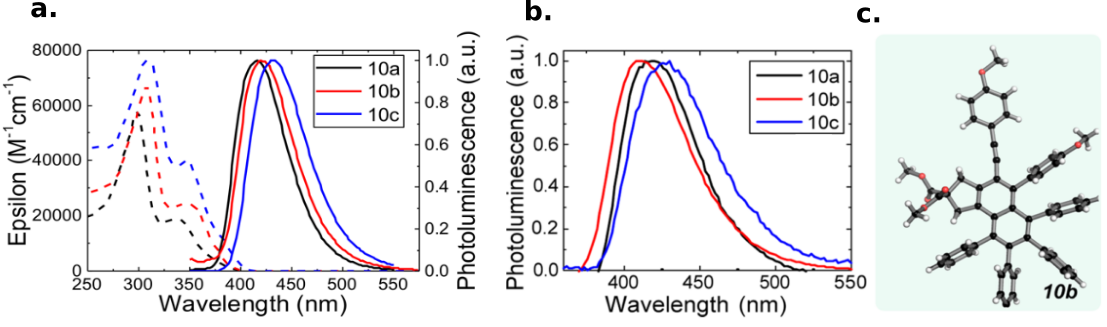 a.
80000
60000
40000
20000
0
Epsilon (M⁻¹cm⁻¹)
250 300 350 400 450 500 550
Wavelength (nm)
1.0
0.8
0.6
0.4
0.2
0.0
Photoluminescence (a.u.)
10a
10b
10c
b.
1.0
0.8
0.6
0.4
0.2
0.0
Photoluminescence (a.u.)
400 450 500 550
Wavelength (nm)
10a
10b
10c
c.
10b